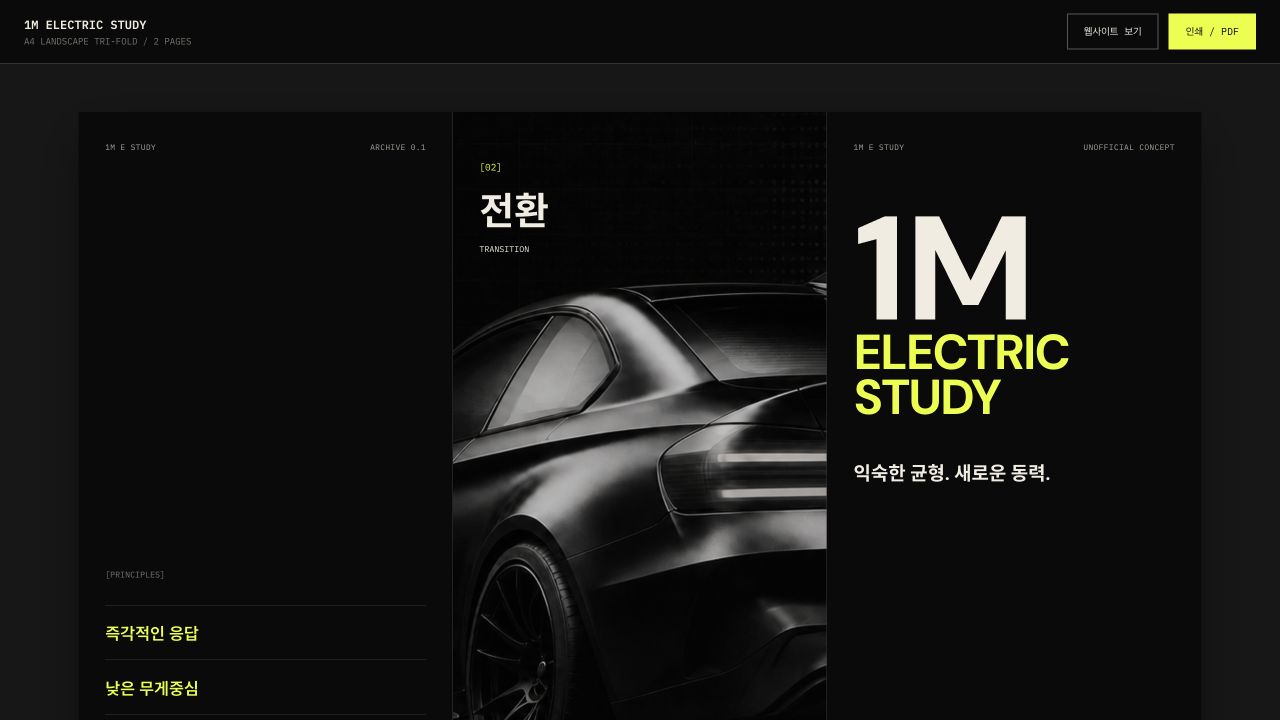 1M ELECTRIC STUDY
A4 LANDSCAPE TRI-FOLD / 2 PAGES
웹사이트 보기
인쇄 / PDF
1M E STUDY
ARCHIVE 0.1
[PRINCIPLES]
즉각적인 응답
낮은 무게중심
[02]
전환
TRANSITION
1M E STUDY
UNOFFICIAL CONCEPT
1M
ELECTRIC
STUDY
익숙한 균형. 새로운 동력.